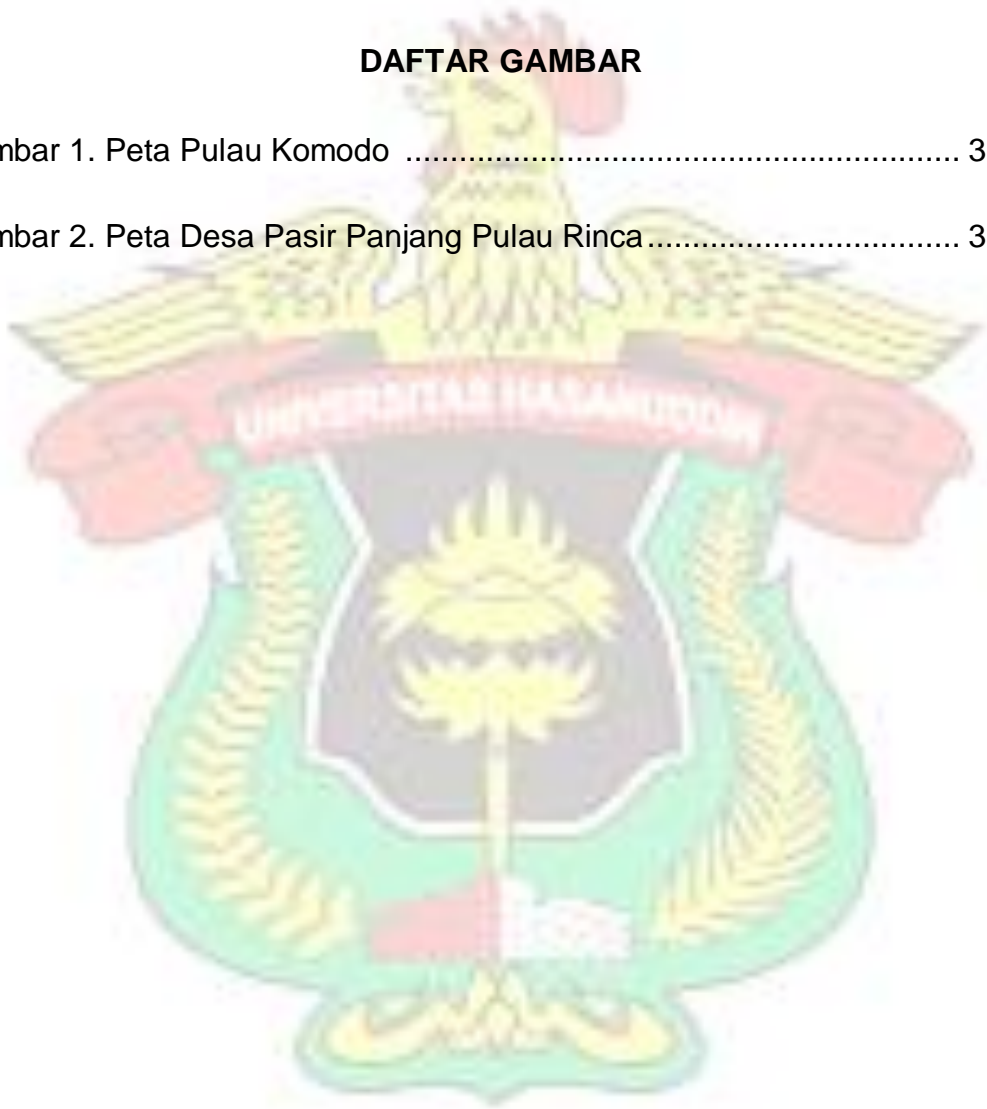 DAFTAR GAMBAR
mbar 1. Peta Pulau Komodo .............................................................. 3
mbar 2. Peta Desa Pasir Panjang Pulau Rinca................................... 3
UNIVERSITAS HASANUDDIN